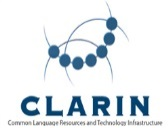 CLARIN
Common Language Resources and Technology Infrastructure